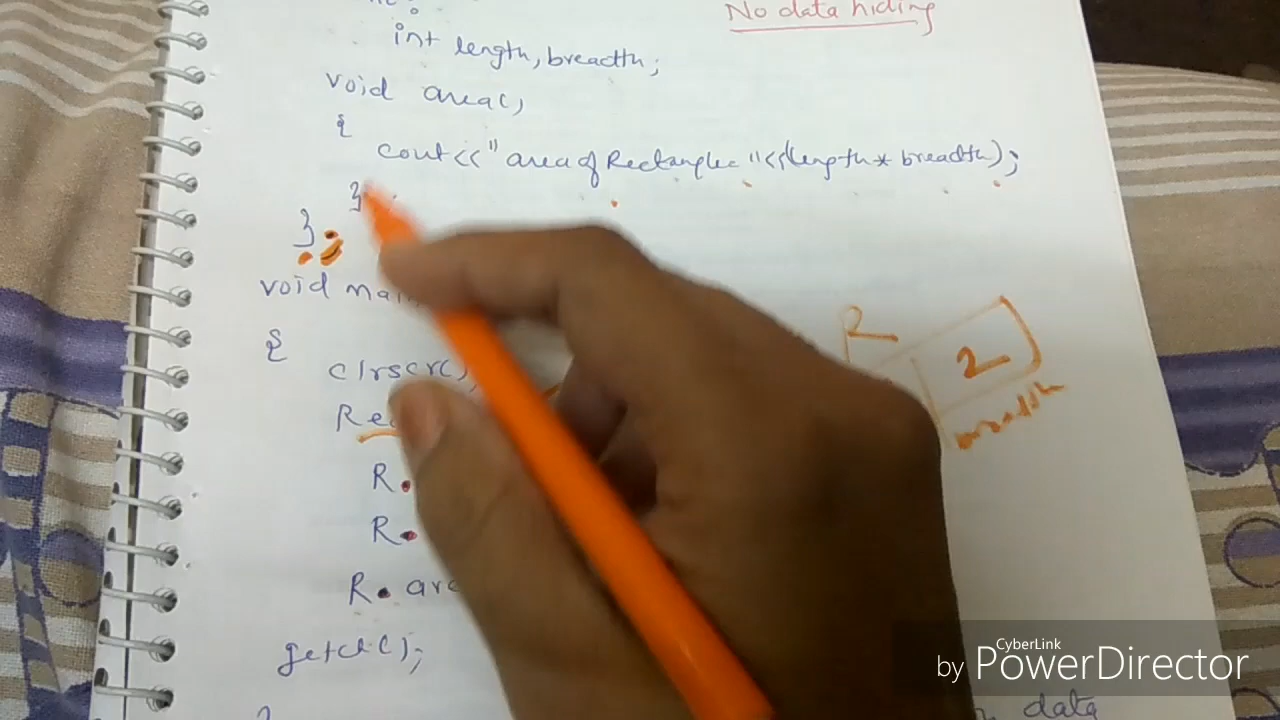 No data hiding
int length, breadth;
void area()
{
cout<<"area of Rectangle="<<(length * breadth);
}
};
void mai
{
clrscr();
R.
R.
R. are
getch();
R
2
breadth
data
by CyberLink PowerDirector